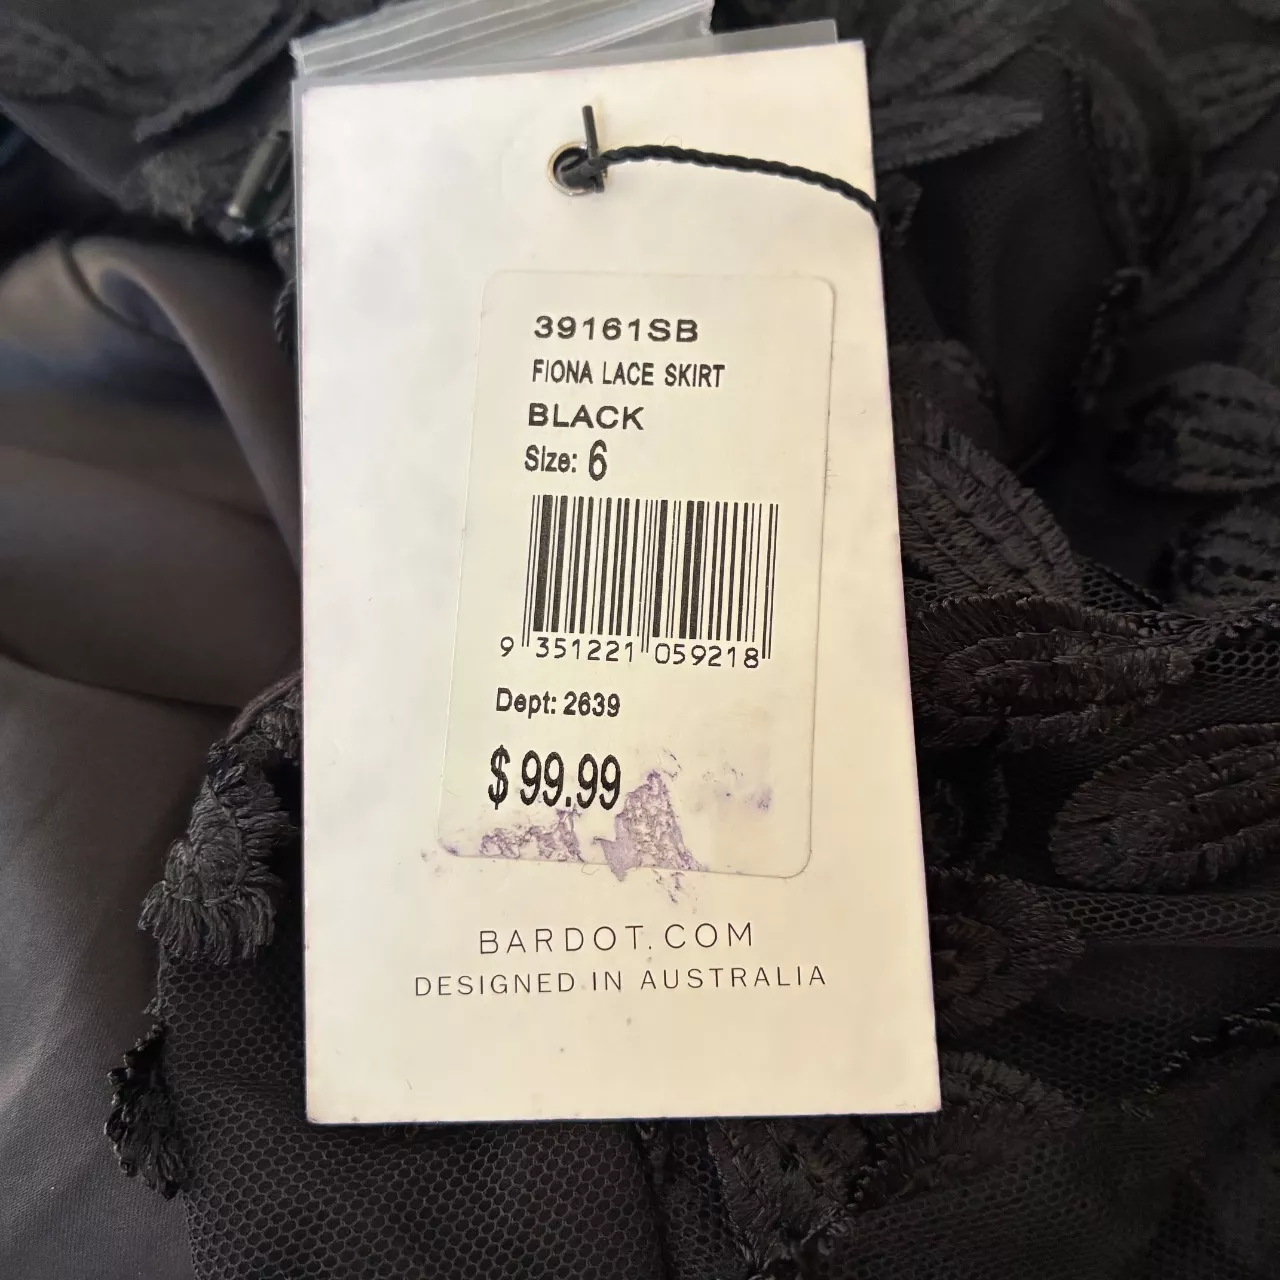 39161SB
FIONA LACE SKIRT
BLACK
Size: 6
9 351221 059218
Dept: 2639
$99.99
BARDOT.COM
DESIGNED IN AUSTRALIA